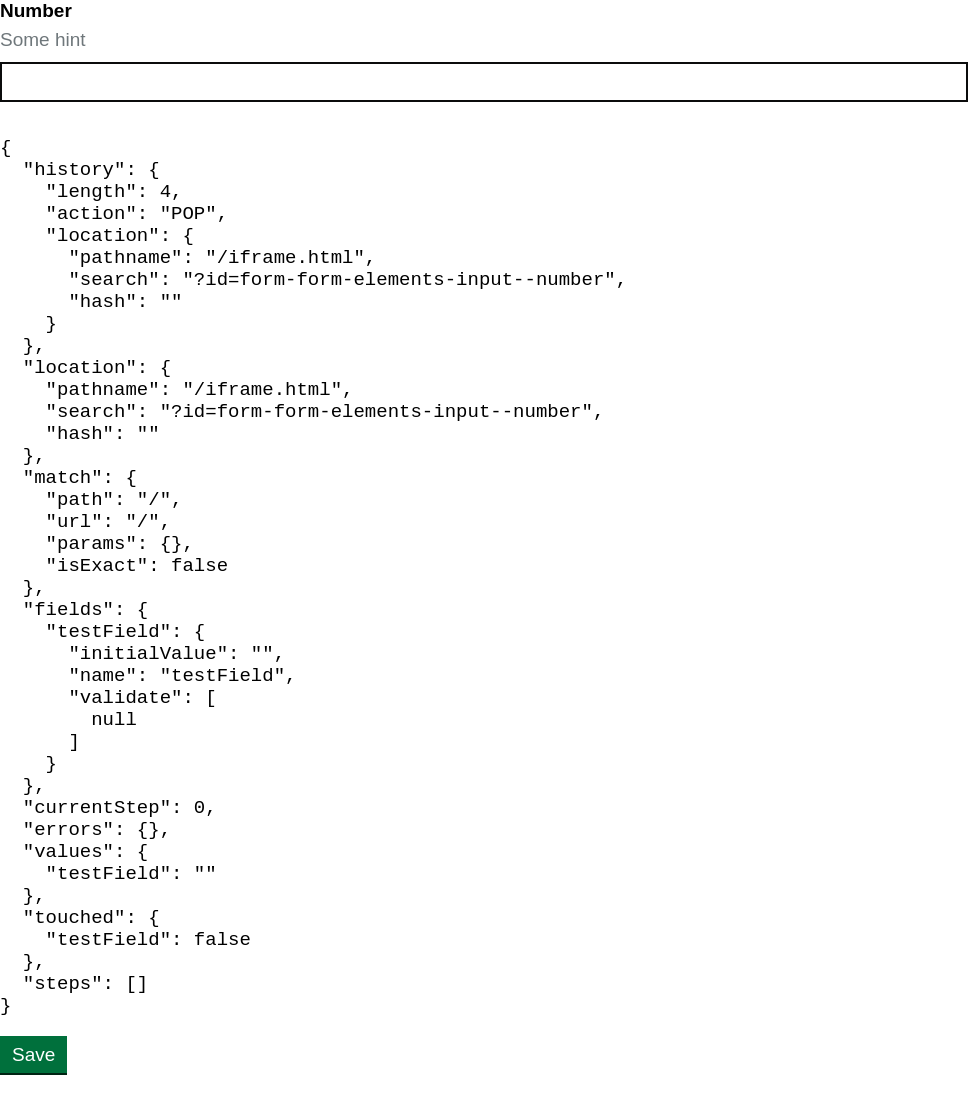 Number
Some hint
{
  "history": {
    "length": 4,
    "action": "POP",
    "location": {
      "pathname": "/iframe.html",
      "search": "?id=form-form-elements-input--number",
      "hash": ""
    }
  },
  "location": {
    "pathname": "/iframe.html",
    "search": "?id=form-form-elements-input--number",
    "hash": ""
  },
  "match": {
    "path": "/",
    "url": "/",
    "params": {},
    "isExact": false
  },
  "fields": {
    "testField": {
      "initialValue": "",
      "name": "testField",
      "validate": [
        null
      ]
    }
  },
  "currentStep": 0,
  "errors": {},
  "values": {
    "testField": ""
  },
  "touched": {
    "testField": false
  },
  "steps": []
}
Save